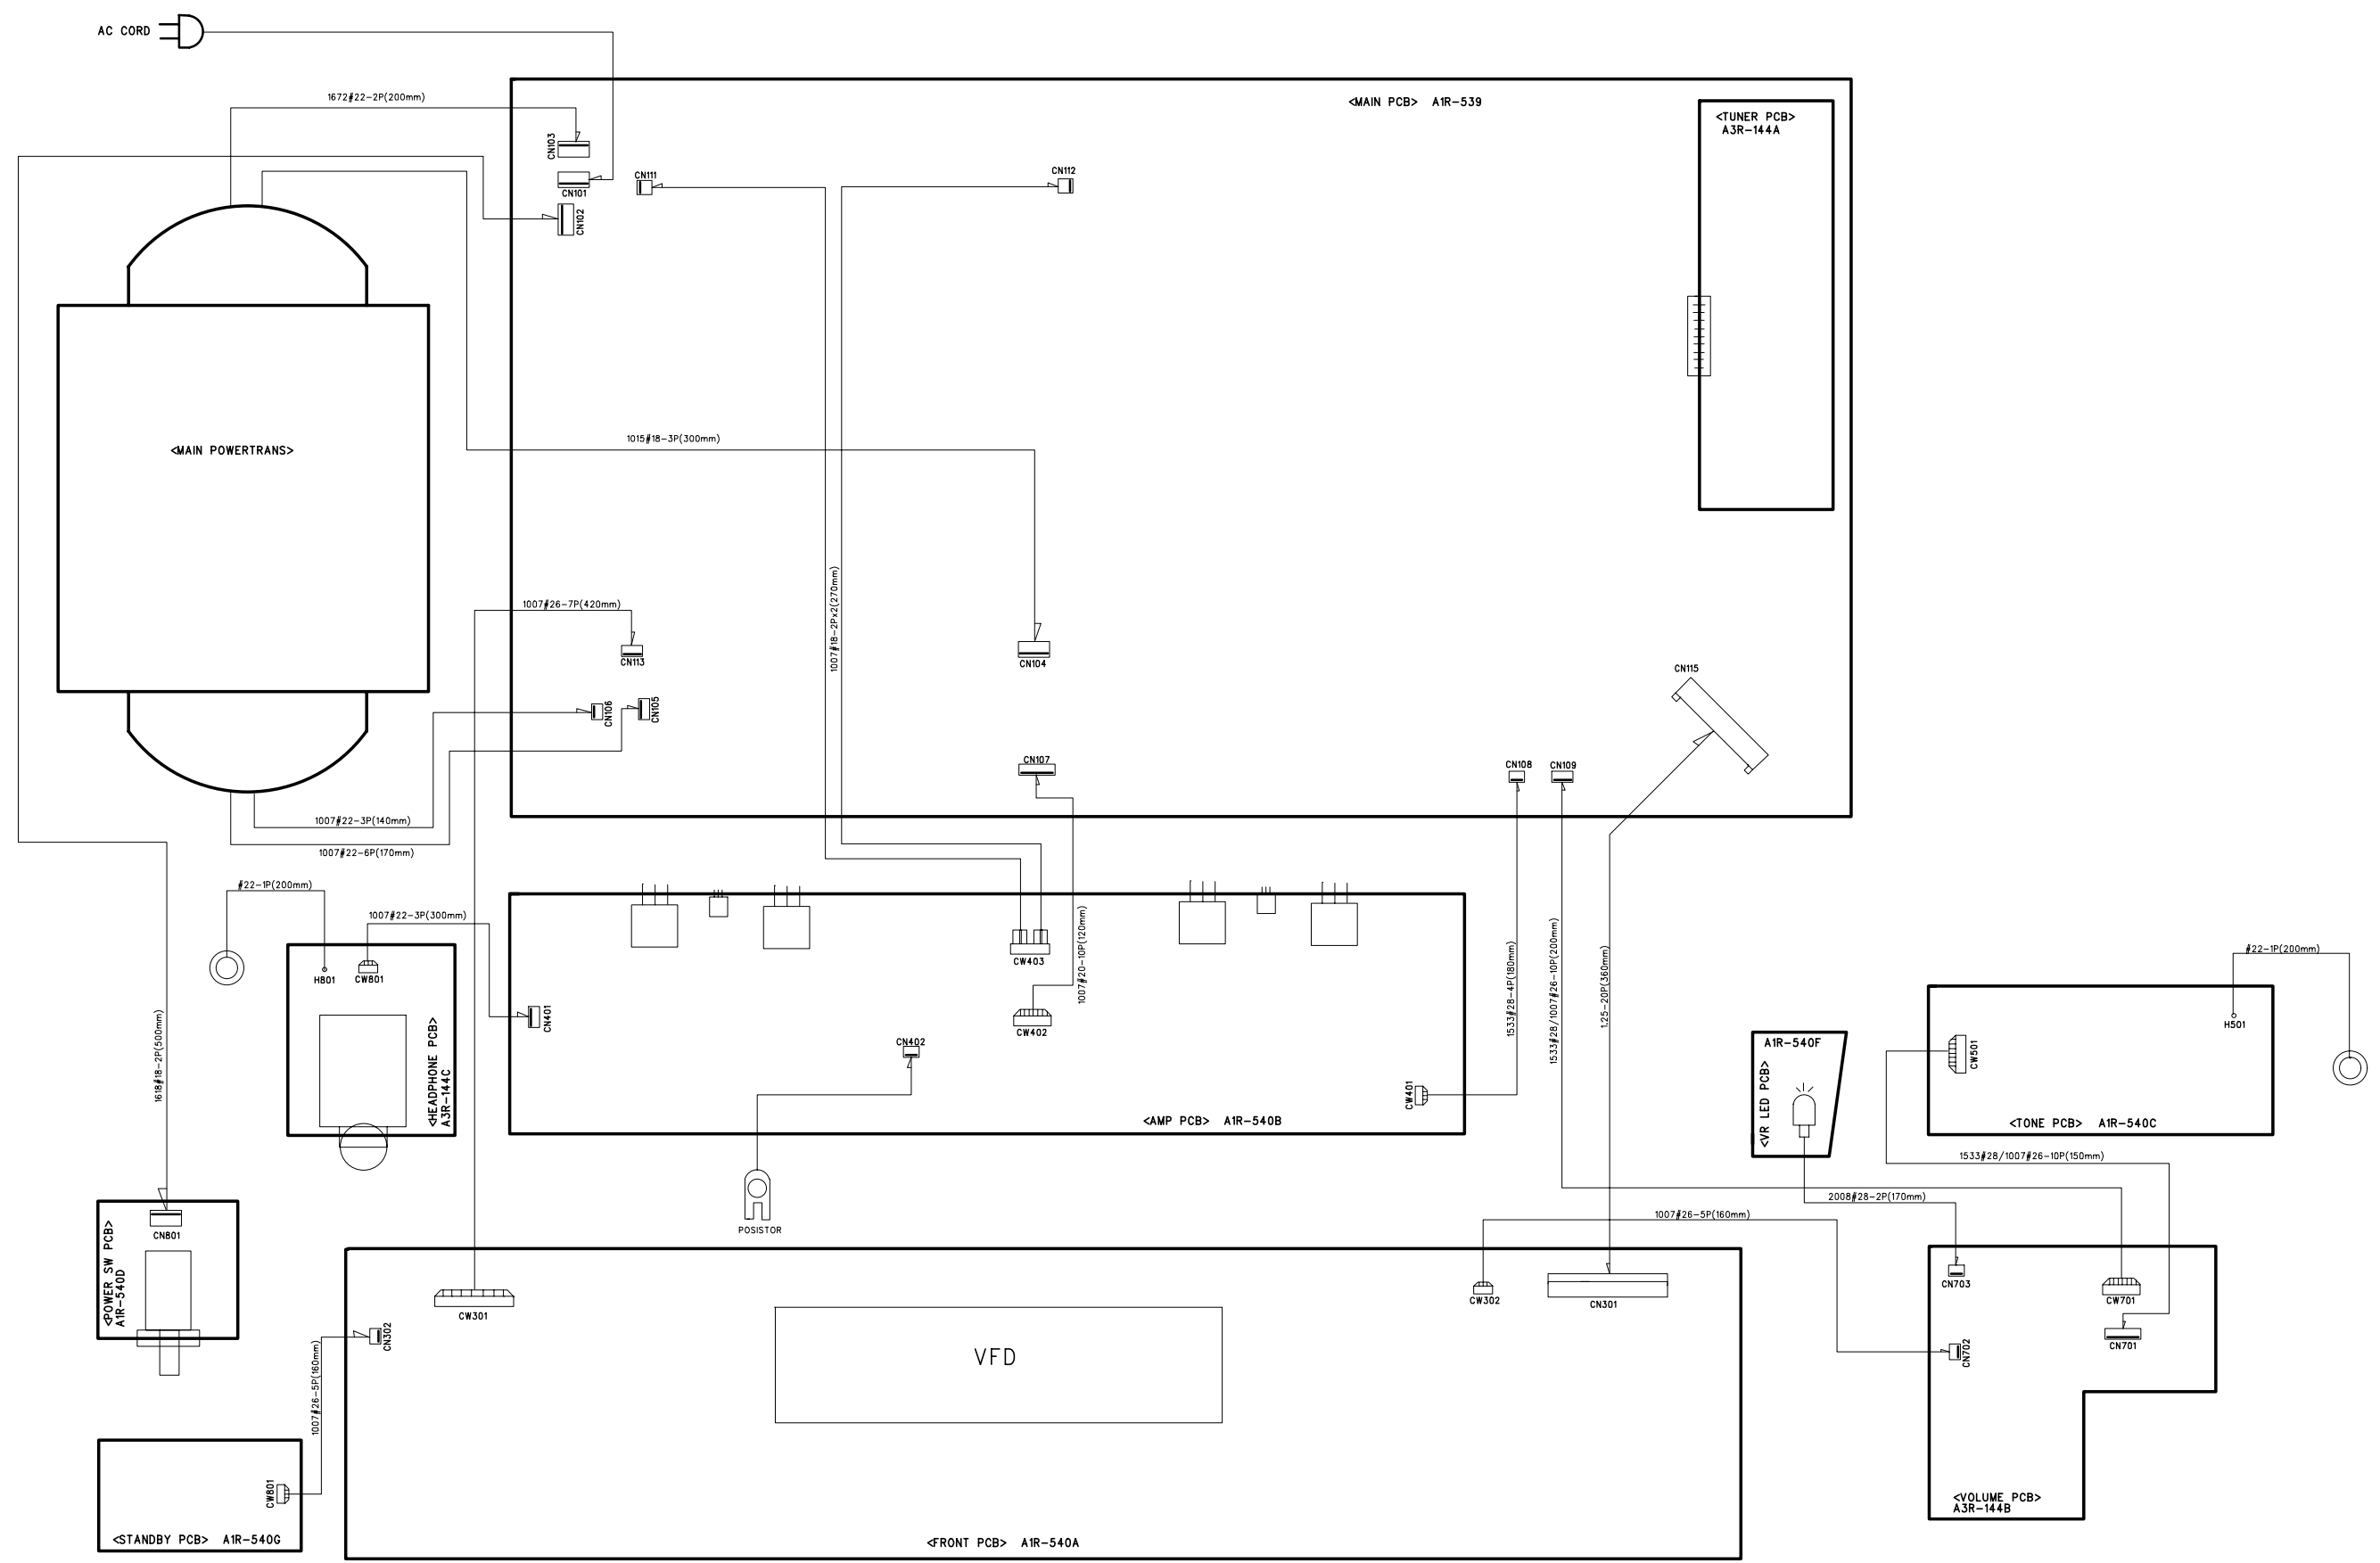 AC CORD
1672#22-2P(200mm)
<MAIN PCB> A1R-539
<TUNER PCB>
A3R-144A
CN103
CN101
CN102
CN111
CN112
<MAIN POWERTRANS>
1015#18-3P(300mm)
1007#18-2Px2(270mm)
1007#26-7P(420mm)
CN113
CN104
CN115
CN106
CN105
CN107
CN108
CN109
1007#22-3P(140mm)
1007#22-6P(170mm)
#22-1P(200mm)
1007#22-3P(300mm)
H801
CW801
<HEADPHONE PCB>
A3R-144C
CN401
CW403
CW402
CN402
CW401
1007#20-10P(120mm)
1533#28-4P(180mm)
1533#28/1007#26-10P(200mm)
1.25-20P(360mm)
<AMP PCB> A1R-540B
POSISTOR
#22-1P(200mm)
H501
CW501
<TONE PCB> A1R-540C
A1R-540F
<VR LED PCB>
1533#28/1007#26-10P(150mm)
2008#28-2P(170mm)
1007#26-5P(160mm)
1618#18-2P(500mm)
CN801
<POWER SW PCB>
A1R-540D
CW301
CN302
1007#26-5P(160mm)
CW302
CN301
VFD
CN703
CW701
CN701
CN702
<VOLUME PCB>
A3R-144B
CW801
<STANDBY PCB> A1R-540G
<FRONT PCB> A1R-540A